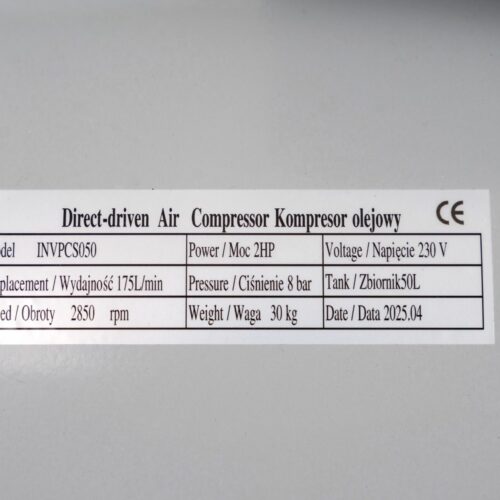 Direct-driven Air Compressor Kompresor olejowy CE
del INVPCS050 Power / Moc 2HP Voltage / Napięcie 230 V
placement / Wydajność 175L/min Pressure / Ciśnienie 8 bar Tank / Zbiornik50L
ed / Obroty 2850 rpm Weight / Waga 30 kg Date / Data 2025.04